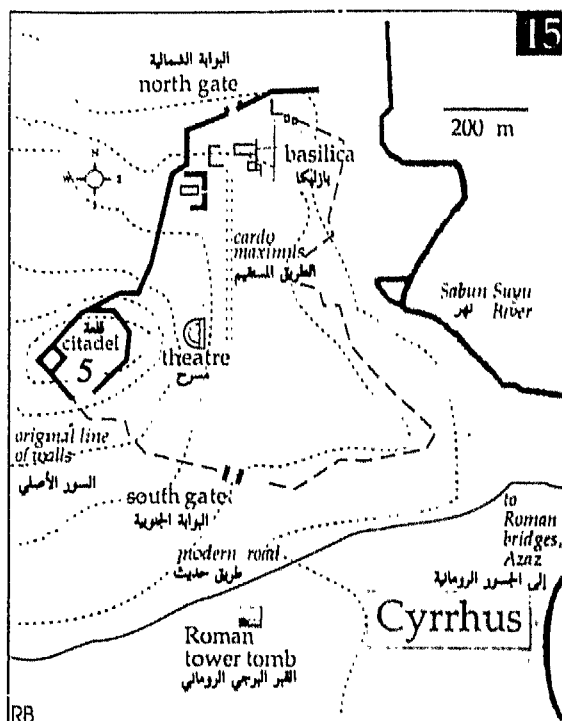 15
البوابة الشمالية
north gate
200 m
basilica
بازليكا
N
cardo
maximus
الطريق المستقيم
Sabun Suyu
نهر River
قلعة
citadel
5
theatre
مسرح
original line
of walls
السور الأصلي
south gate
البوابة الجنوبية
to
Roman
bridges,
Azaz
إلى الجسور الرومانية
modern road
طريق حديث
Cyrrhus
Roman
tower tomb
القبر البرجي الروماني
RB